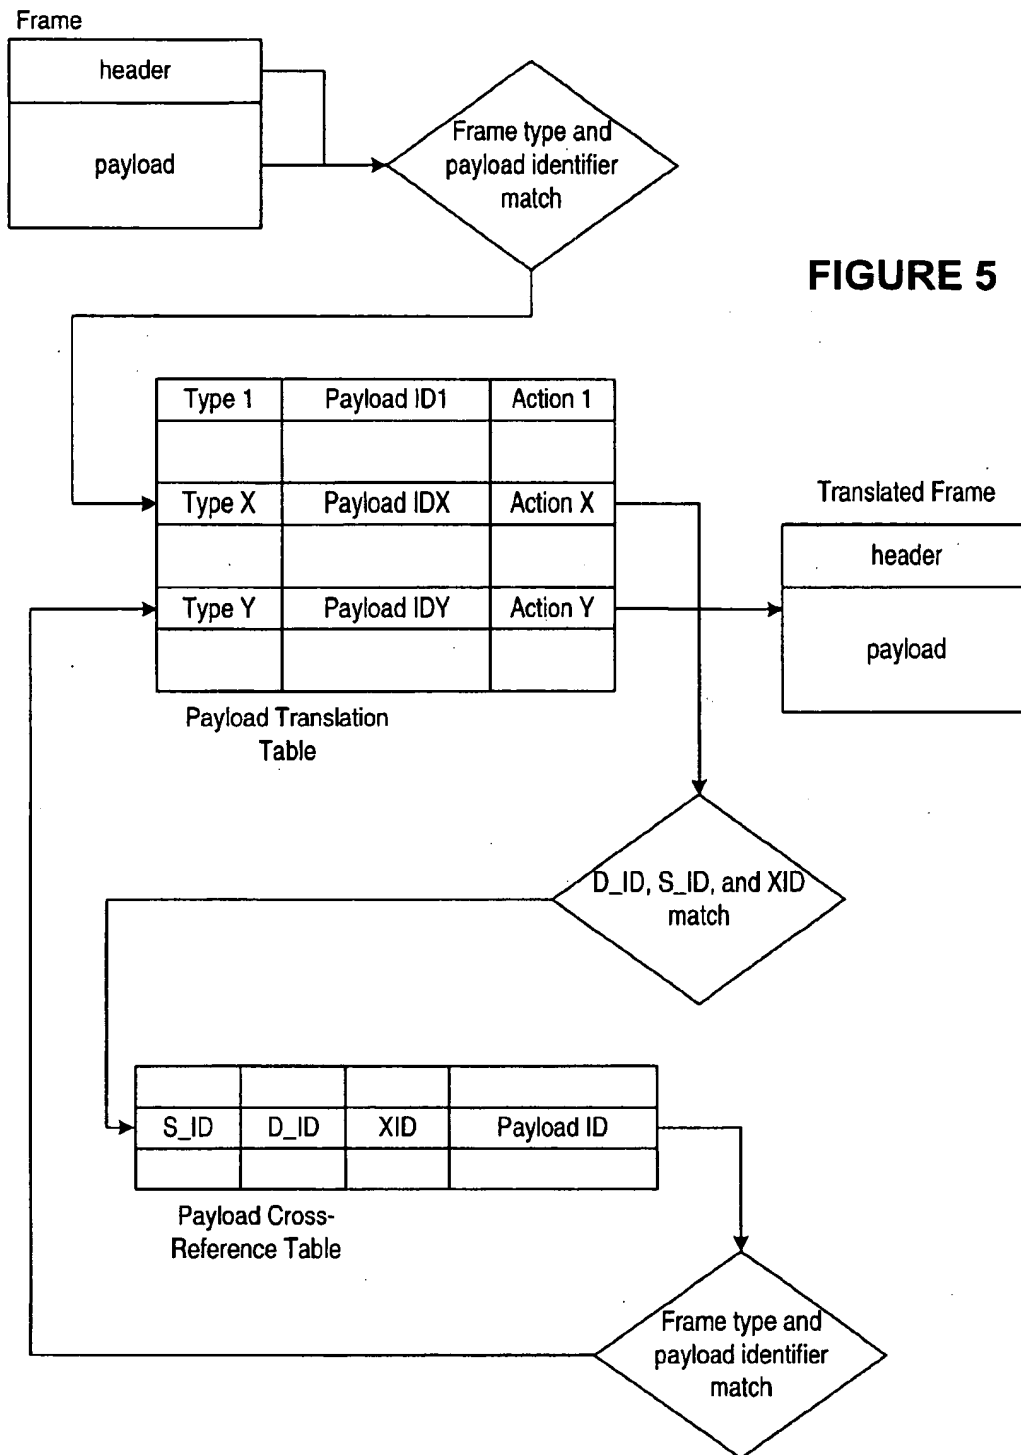 Frame
header
payload
Frame type and
payload identifier
match
FIGURE 5
Type 1 Payload ID1 Action 1
Type X Payload IDX Action X
Type Y Payload IDY Action Y
Payload Translation
Table
Translated Frame
header
payload
D_ID, S_ID, and XID
match
S_ID D_ID XID Payload ID
Payload Cross-
Reference Table
Frame type and
payload identifier
match